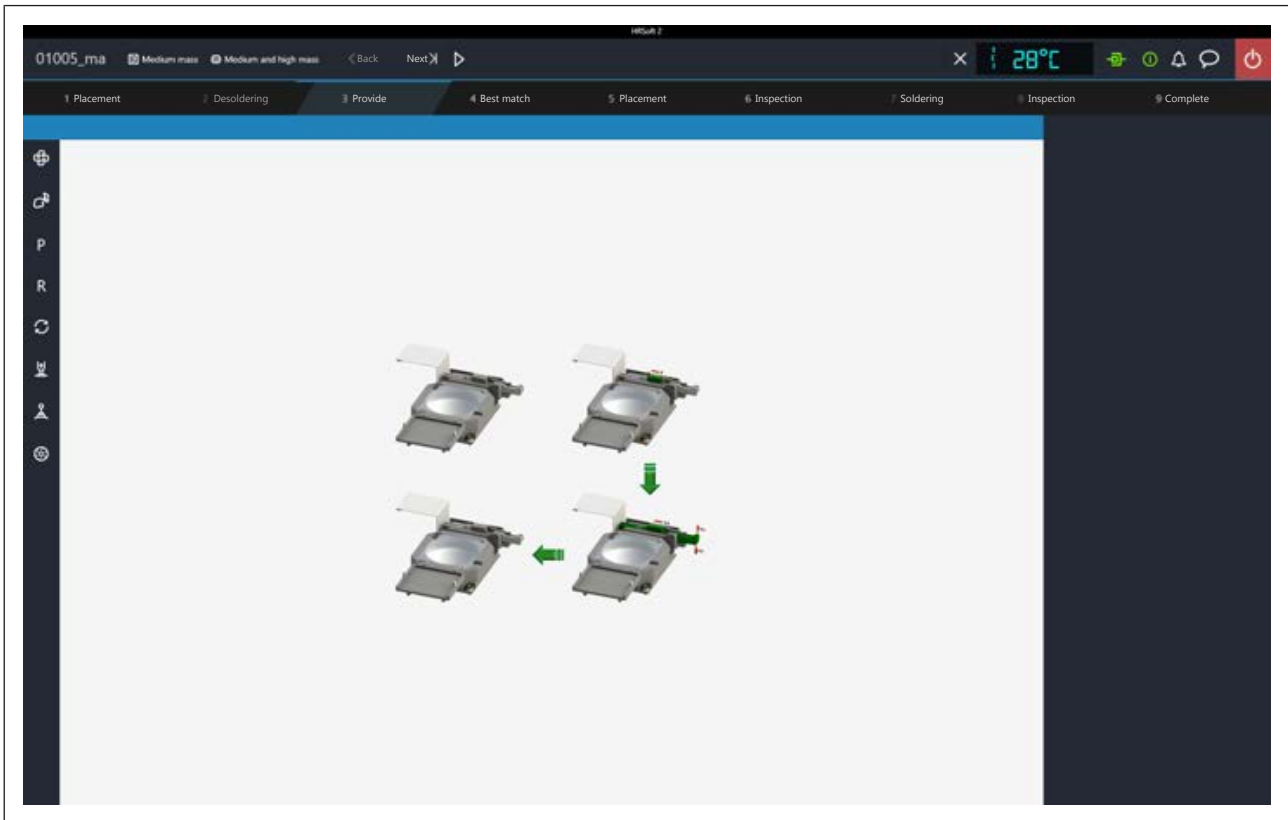 HRSoft 2
01005_ma Medium mass Medium and high mass Back Next 28°C
1 Placement 2 Desoldering 3 Provide 4 Best match 5 Placement 6 Inspection 7 Soldering 8 Inspection 9 Complete
P
R